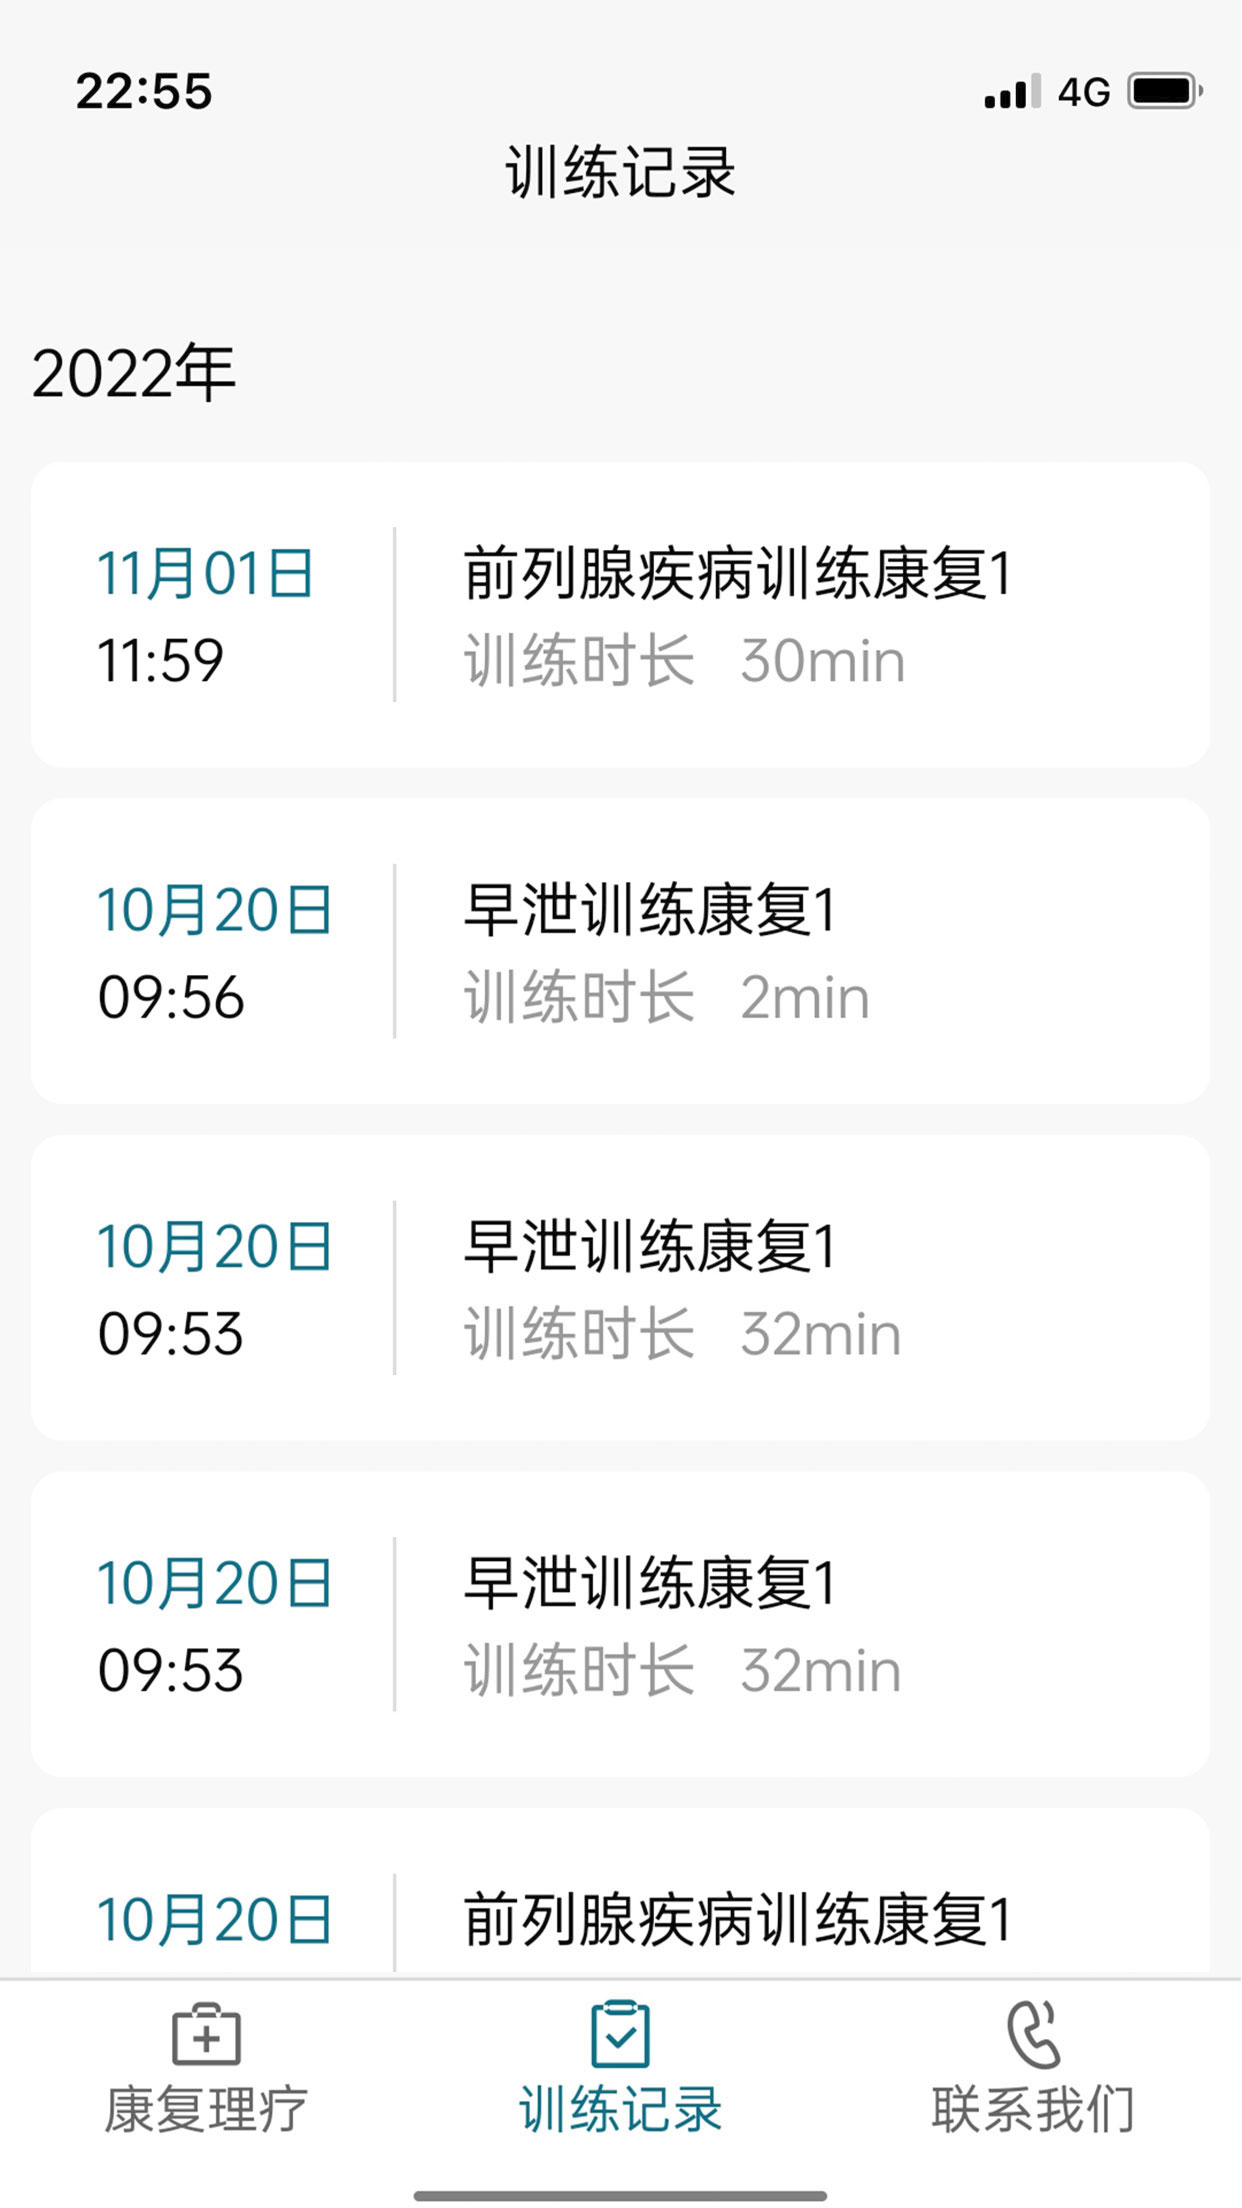 22:55
4G
训练记录
2022年
11月01日
前列腺疾病训练康复1
11:59
训练时长 30min
10月20日
早泄训练康复1
09:56
训练时长 2min
10月20日
早泄训练康复1
09:53
训练时长 32min
10月20日
早泄训练康复1
09:53
训练时长 32min
10月20日
前列腺疾病训练康复1
康复理疗
训练记录
联系我们